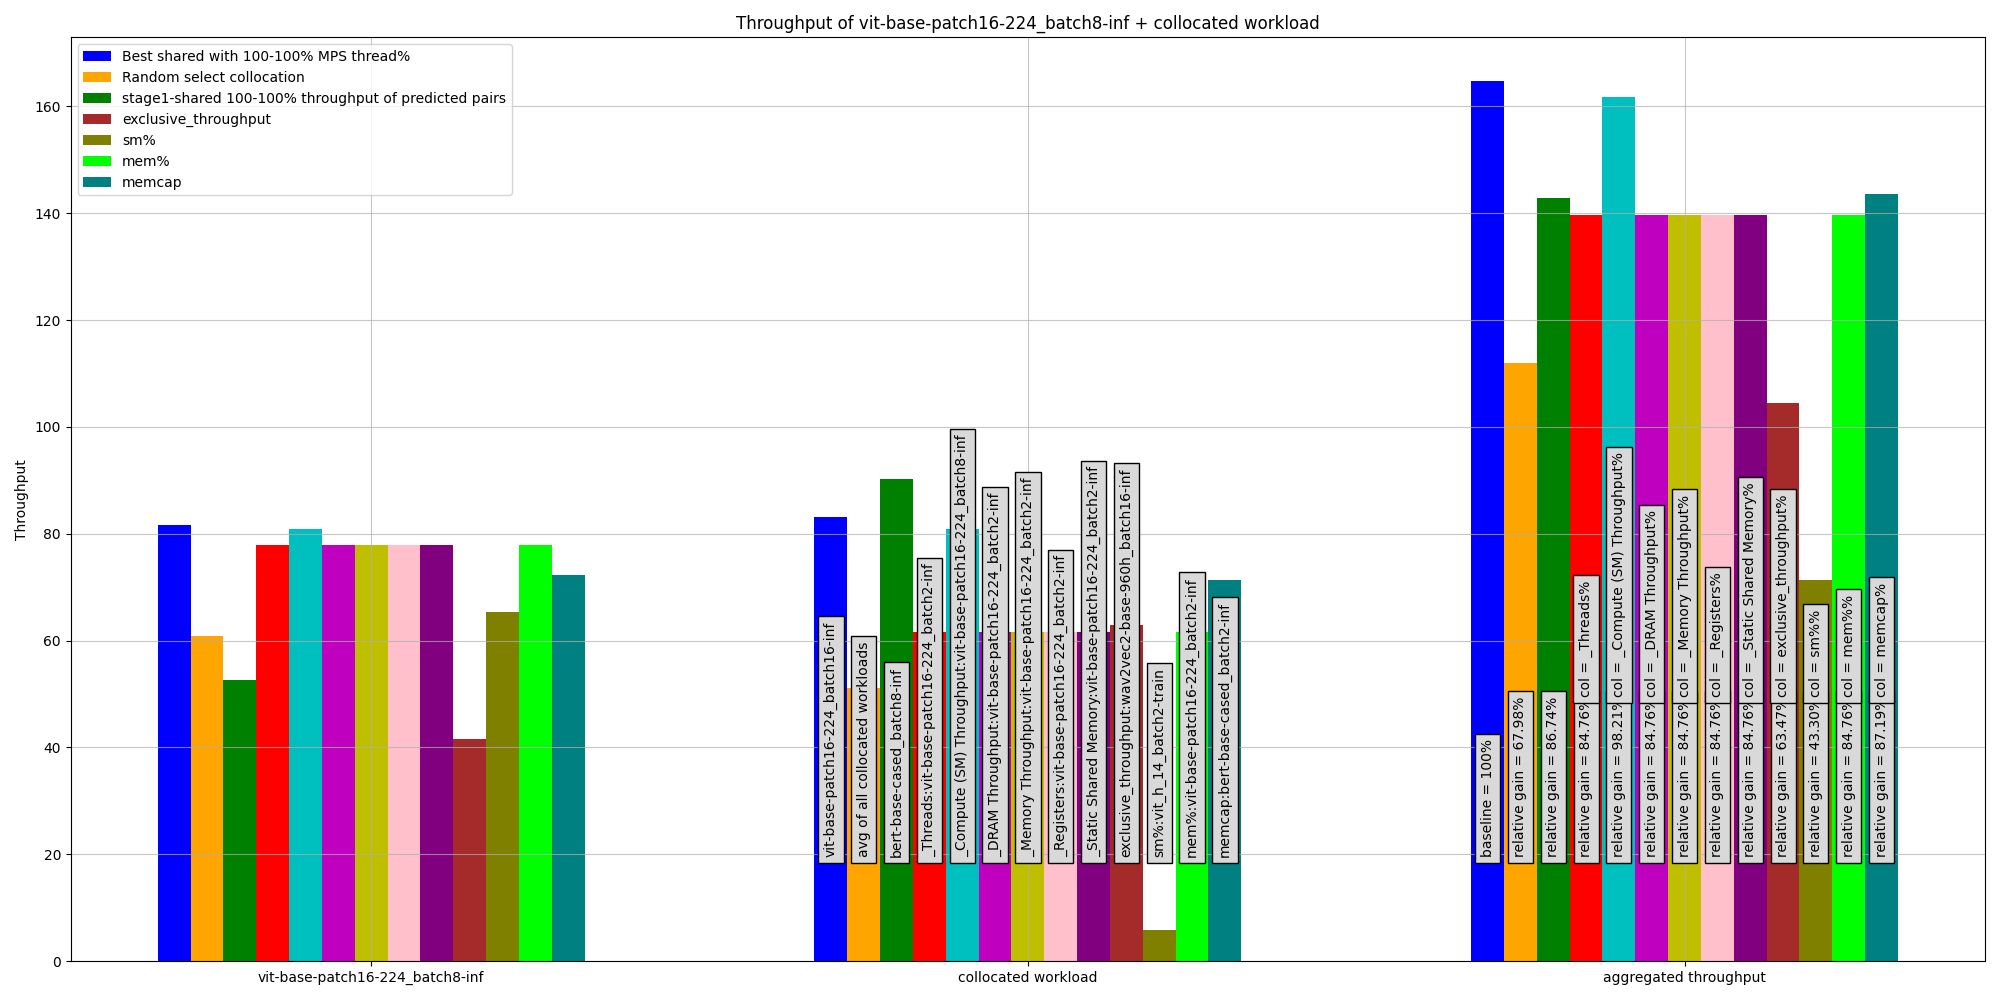 Throughput of vit-base-patch16-224_batch8-inf + collocated workload
Best shared with 100-100% MPS thread%
Random select collocation
stage1-shared 100-100% throughput of predicted pairs
exclusive_throughput
sm%
mem%
memcap
Throughput
160
140
120
100
80
60
40
20
0
vit-base-patch16-224_batch16-inf
avg of all collocated workloads
bert-base-cased_batch8-inf
_Threads:vit-base-patch16-224_batch2-inf
_Compute (SM) Throughput:vit-base-patch16-224_batch8-inf
_DRAM Throughput:vit-base-patch16-224_batch2-inf
_Memory Throughput:vit-base-patch16-224_batch2-inf
_Registers:vit-base-patch16-224_batch2-inf
_Static Shared Memory:vit-base-patch16-224_batch2-inf
exclusive_throughput:wav2vec2-base-960h_batch16-inf
sm%:vit_h_14_batch2-train
mem%:vit-base-patch16-224_batch2-inf
memcap:bert-base-cased_batch2-inf
baseline = 100%
relative gain = 67.98%
relative gain = 86.74%
relative gain = 84.76% col = _Threads%
relative gain = 98.21% col = _Compute (SM) Throughput%
relative gain = 84.76% col = _DRAM Throughput%
relative gain = 84.76% col = _Memory Throughput%
relative gain = 84.76% col = _Registers%
relative gain = 84.76% col = _Static Shared Memory%
relative gain = 63.47% col = exclusive_throughput%
relative gain = 43.30% col = sm%%
relative gain = 84.76% col = mem%%
relative gain = 87.19% col = memcap%
vit-base-patch16-224_batch8-inf
collocated workload
aggregated throughput